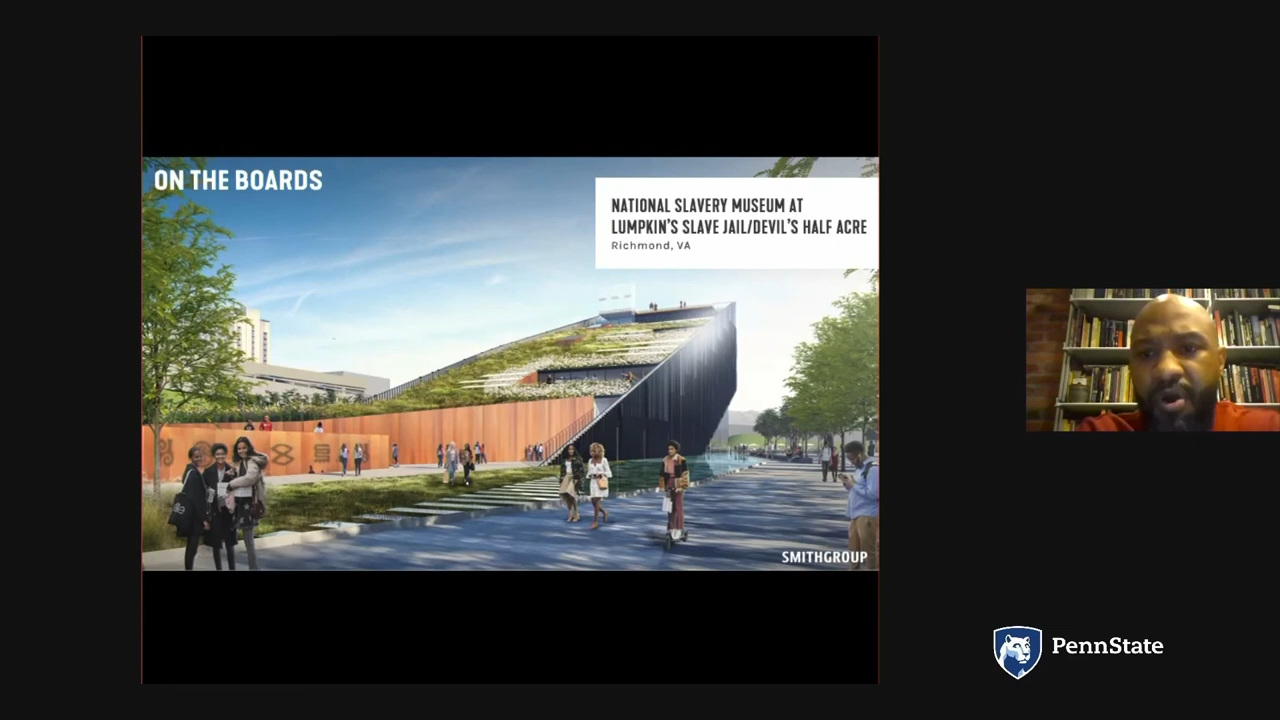 ON THE BOARDS
NATIONAL SLAVERY MUSEUM AT
LUMPKIN'S SLAVE JAIL/DEVIL'S HALF ACRE
Richmond, VA
SMITHGROUP
PennState